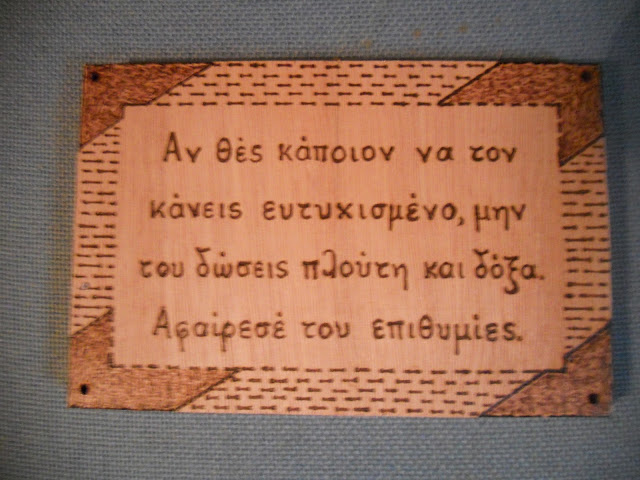 Αν θές κάποιον να τον
κάνεις ευτυχισμένο, μην
του δώσεις πλούτη και δόξα.
Αφαίρεσέ του επιθυμίες.